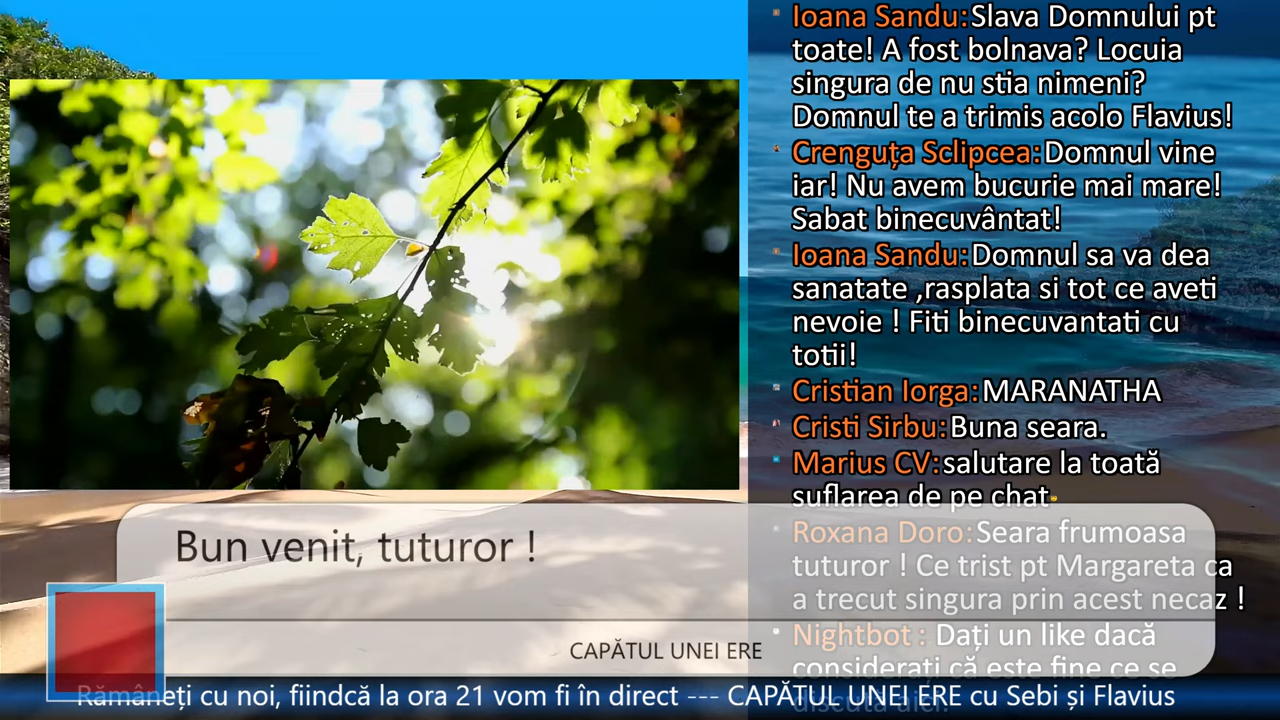 Ioana Sandu:Slava Domnului pt
toate! A fost bolnava? Locuia
singura de nu stia nimeni?
Domnul te a trimis acolo Flavius!
Crenguța Sclipcea:Domnul vine
iar! Nu avem bucurie mai mare!
Sabat binecuvântat!
Ioana Sandu:Domnul sa va dea
sanatate ,rasplata si tot ce aveti
nevoie ! Fiti binecuvantati cu
totii!
Cristian Iorga:MARANATHA
Cristi Sirbu:Buna seara.
Marius CV:salutare la toată
suflarea de pe chat
Roxana Doro:Seara frumoasa
tuturor ! Ce trist pt Margareta ca
a trecut singura prin acest necaz !
Nightbot : Dați un like dacă
considerați că este fine ce se
discuta aici.
Bun venit, tuturor !
CAPĂTUL UNEI ERE
Rămâneți cu noi, fiindcă la ora 21 vom fi în direct --- CAPĂTUL UNEI ERE cu Sebi și Flavius